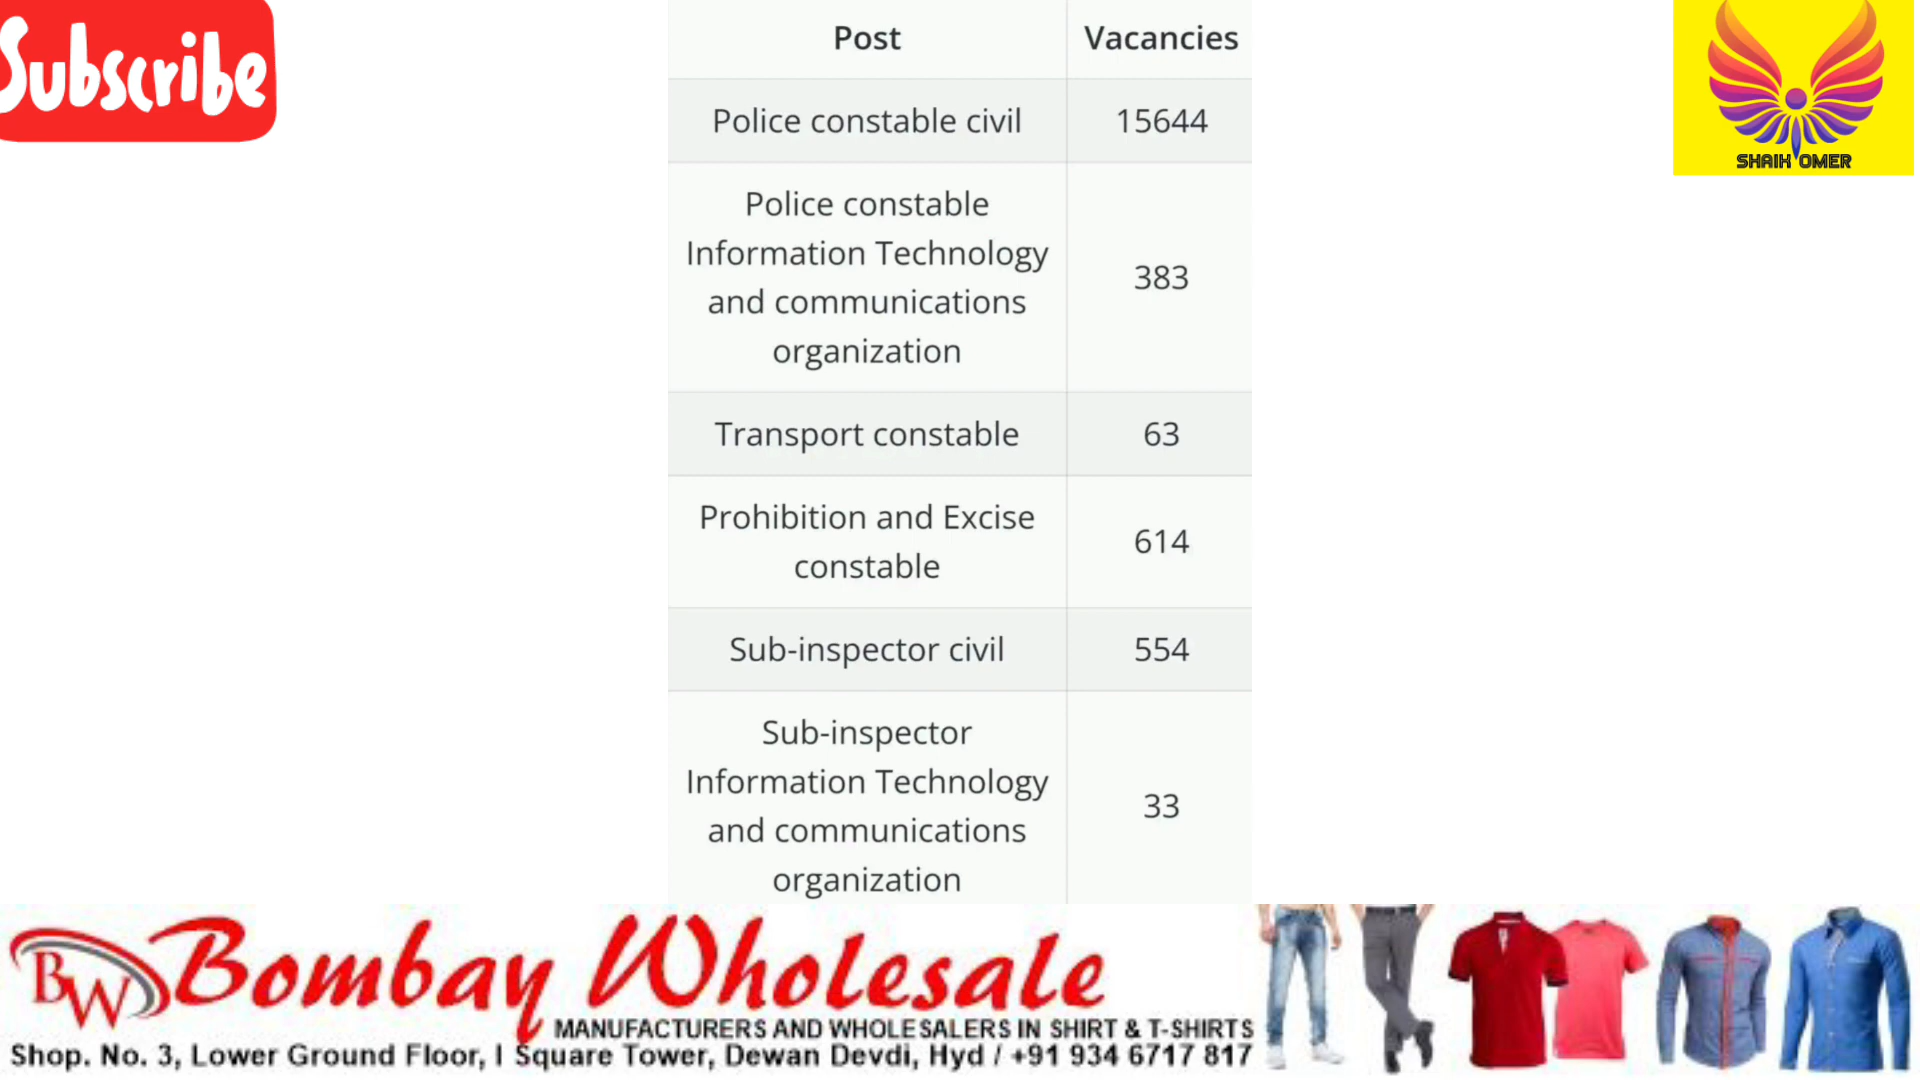 Subscribe
Post Vacancies
Police constable civil 15644
Police constable
Information Technology
and communications
organization
383
Transport constable 63
Prohibition and Excise
constable
614
Sub-inspector civil 554
Sub-inspector
Information Technology
and communications
organization
33
SHAIK OMER
BW Bombay Wholesale
MANUFACTURERS AND WHOLESALERS IN SHIRT & T-SHIRTS
Shop. No. 3, Lower Ground Floor, I Square Tower, Dewan Devdi, Hyd / +91 934 6717 817